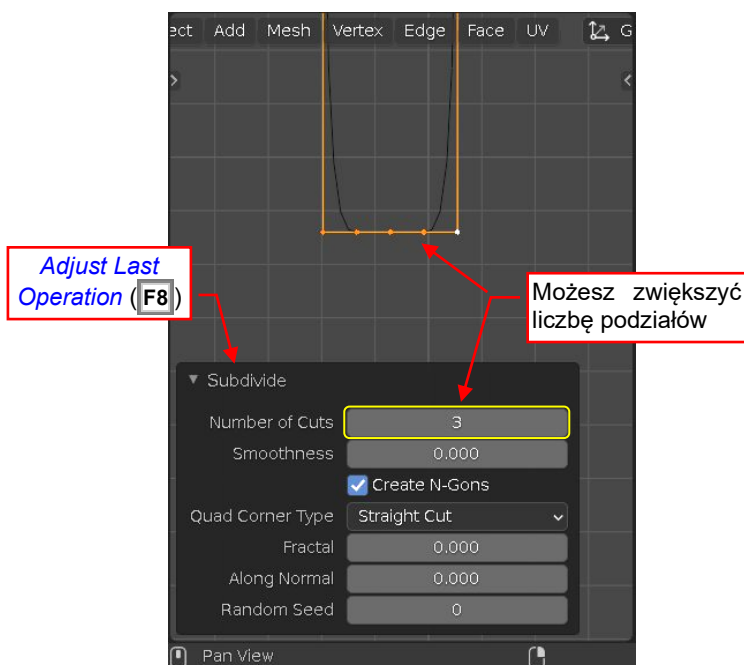 ect Add Mesh Vertex Edge Face UV G
Adjust Last
Operation (F8)
Możesz zwiększyć
liczbę podziałów
Subdivide
Number of Cuts 3
Smoothness 0.000
Create N-Gons
Quad Corner Type Straight Cut
Fractal 0.000
Along Normal 0.000
Random Seed 0
Pan View